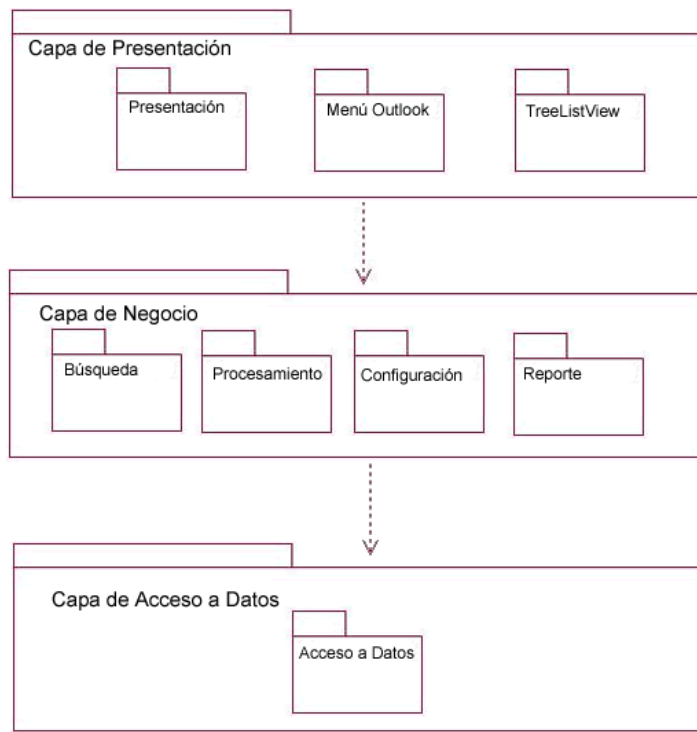 Capa de Presentación
Presentación
Menú Outlook
TreeListView
Capa de Negocio
Búsqueda
Procesamiento
Configuración
Reporte
Capa de Acceso a Datos
Acceso a Datos